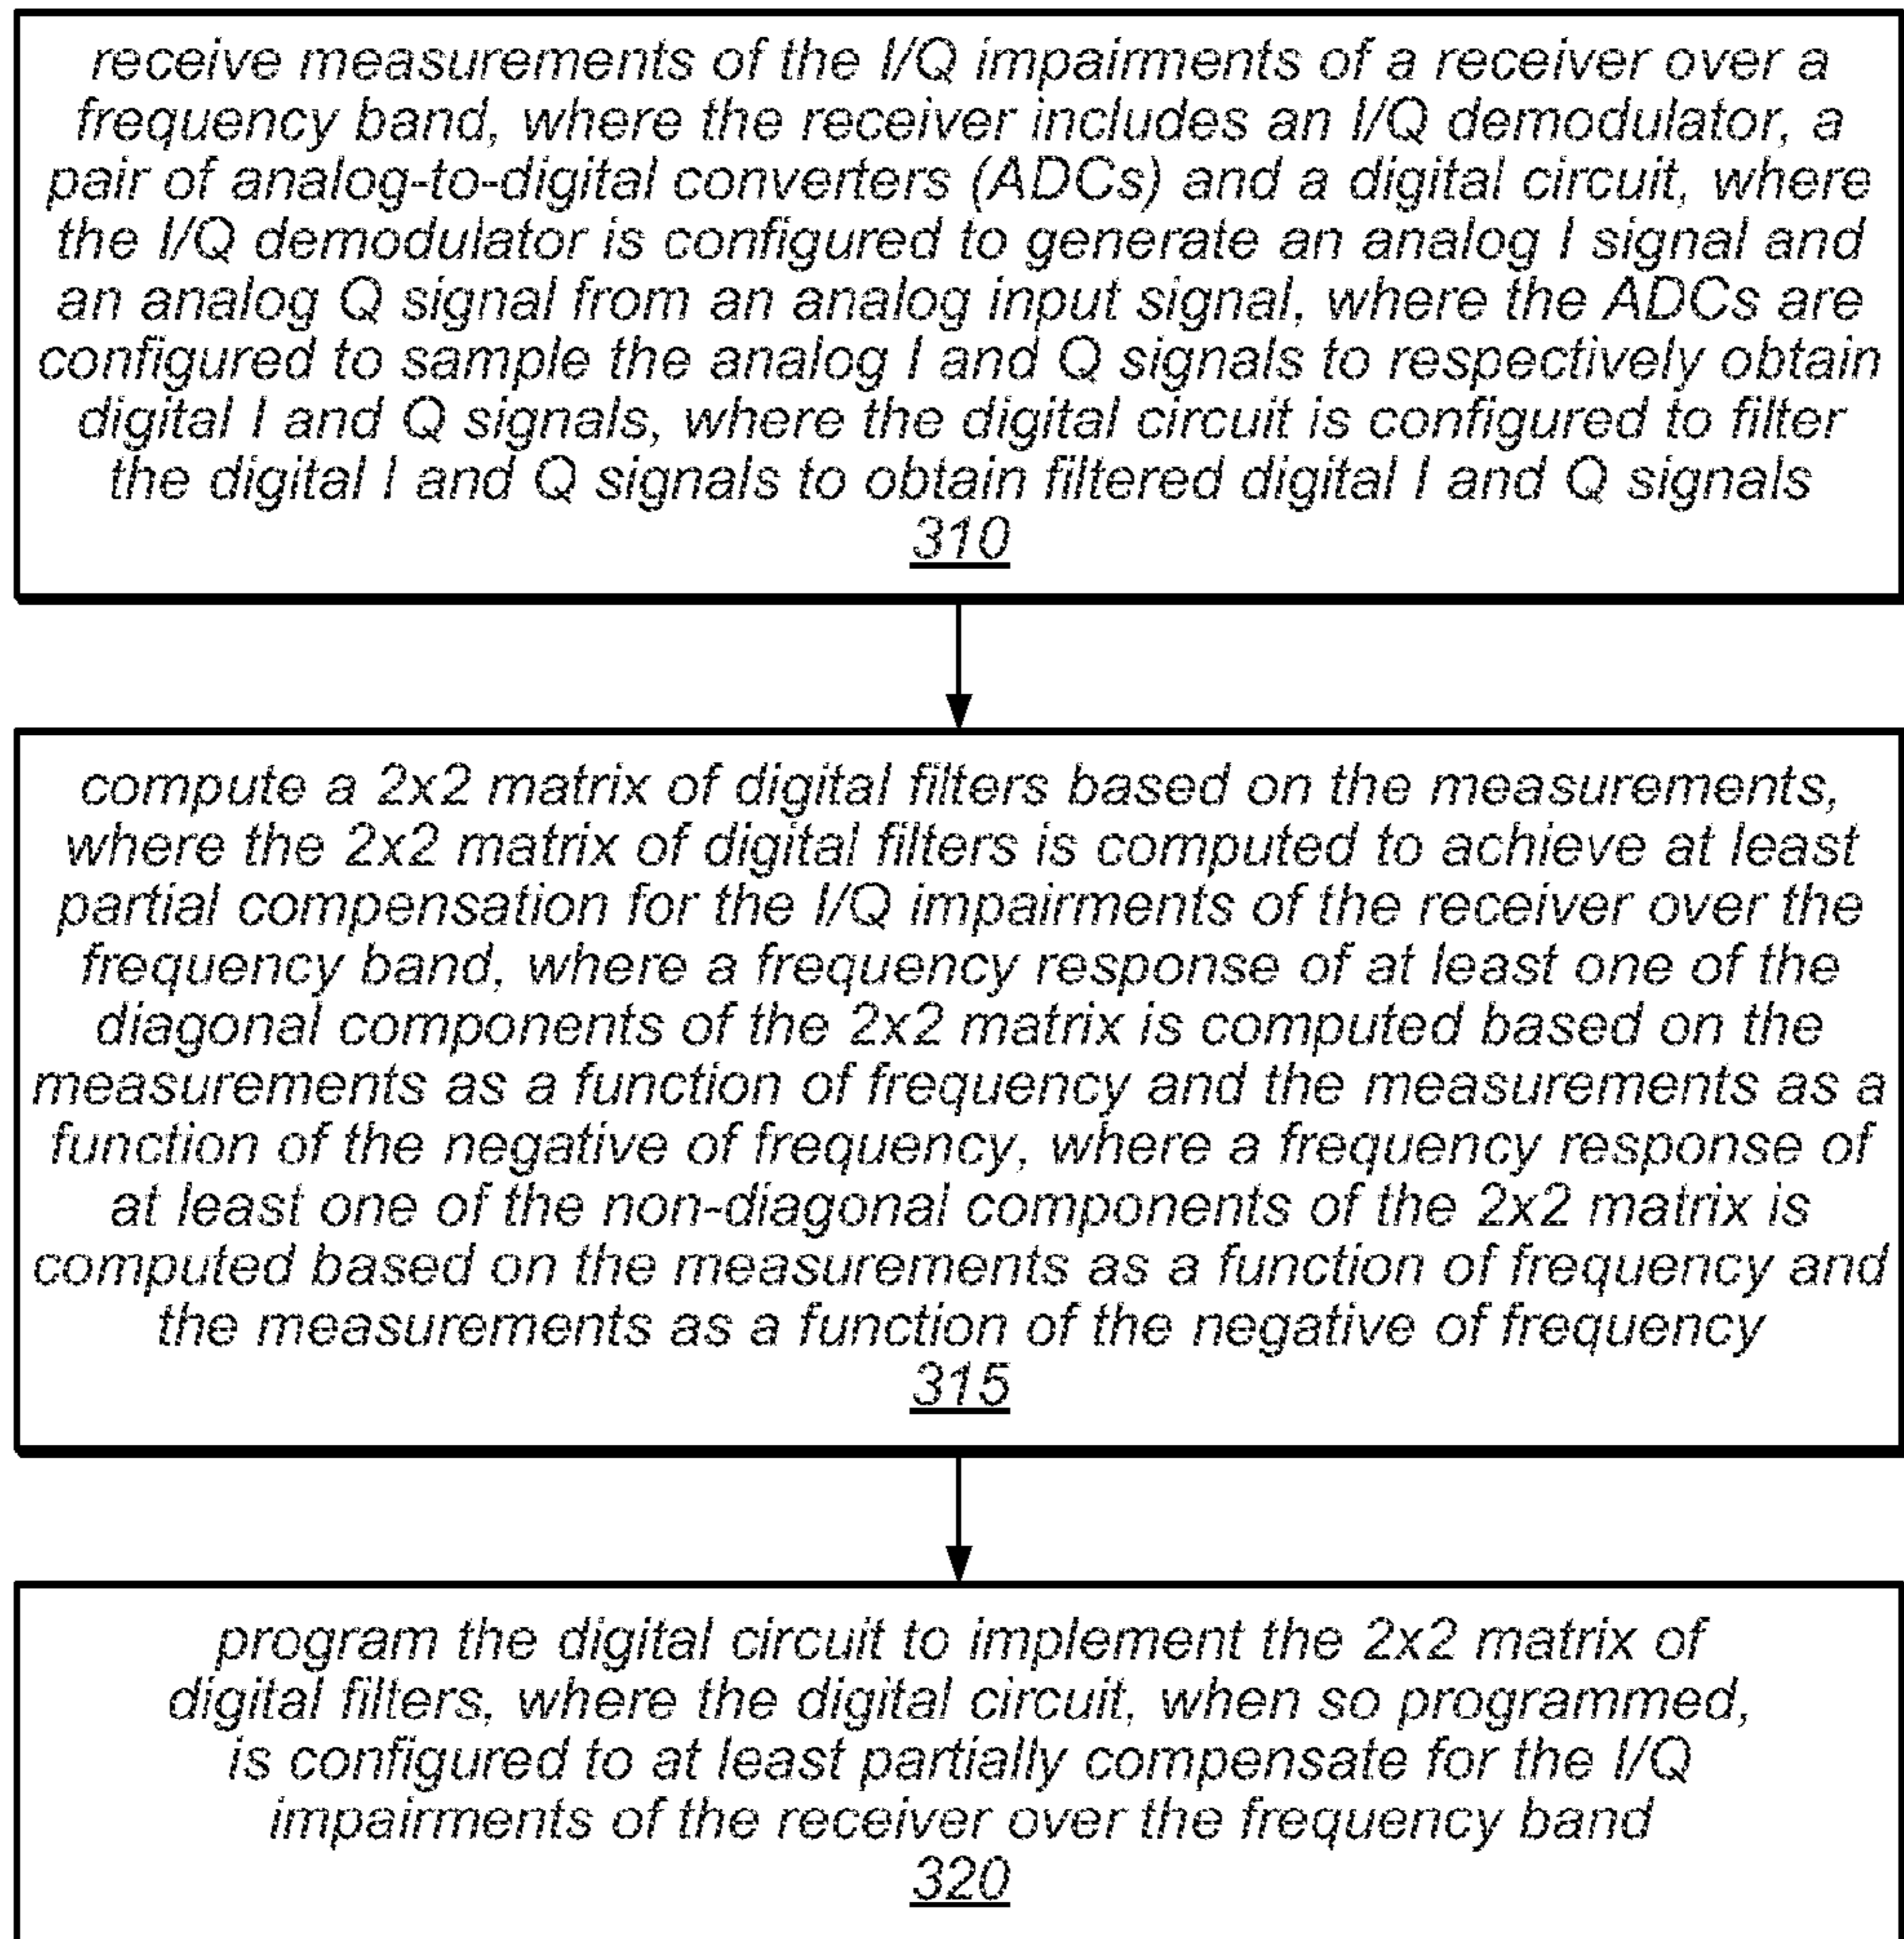 receive measurements of the I/Q impairments of a receiver over a
frequency band, where the receiver includes an I/Q demodulator, a
pair of analog-to-digital converters (ADCs) and a digital circuit, where
the I/Q demodulator is configured to generate an analog I signal and
an analog Q signal from an analog input signal, where the ADCs are
configured to sample the analog I and Q signals to respectively obtain
digital I and Q signals, where the digital circuit is configured to filter
the digital I and Q signals to obtain filtered digital I and Q signals
310
compute a 2x2 matrix of digital filters based on the measurements,
where the 2x2 matrix of digital filters is computed to achieve at least
partial compensation for the I/Q impairments of the receiver over the
frequency band, where a frequency response of at least one of the
diagonal components of the 2x2 matrix is computed based on the
measurements as a function of frequency and the measurements as a
function of the negative of frequency, where a frequency response of
at least one of the non-diagonal components of the 2x2 matrix is
computed based on the measurements as a function of frequency and
the measurements as a function of the negative of frequency
315
program the digital circuit to implement the 2x2 matrix of
digital filters, where the digital circuit, when so programmed,
is configured to at least partially compensate for the I/Q
impairments of the receiver over the frequency band
320